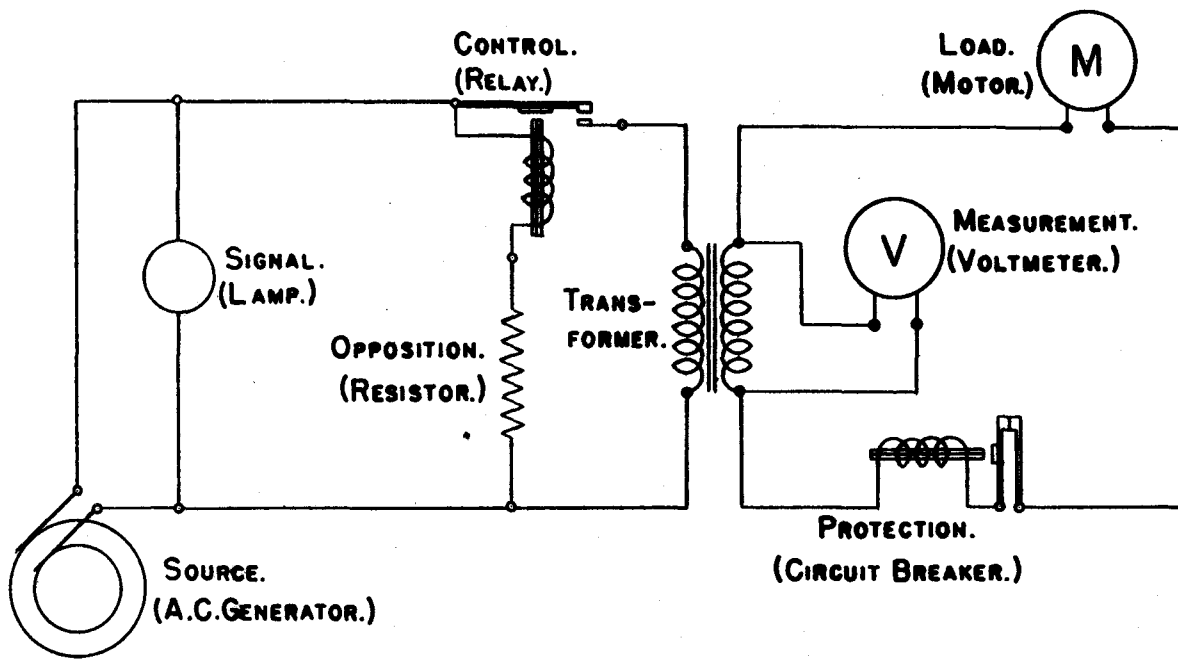 CONTROL.
(RELAY.)
LOAD.
(MOTOR.)
M
SIGNAL.
(LAMP.)
V
MEASUREMENT.
(VOLTMETER.)
TRANS-
FORMER.
OPPOSITION.
(RESISTOR.)
PROTECTION.
(CIRCUIT BREAKER.)
SOURCE.
(A.C.GENERATOR.)